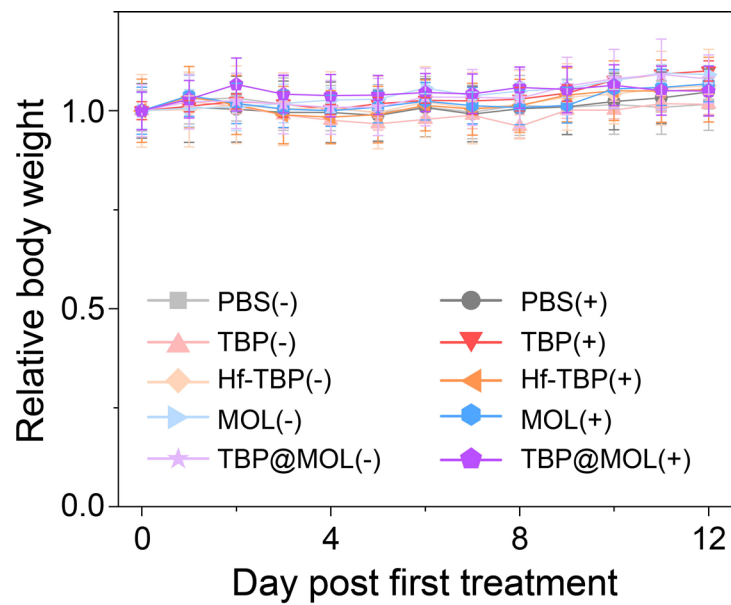 Relative body weight
1.0
0.5
0.0
PBS(-) PBS(+)
TBP(-) TBP(+)
Hf-TBP(-) Hf-TBP(+)
MOL(-) MOL(+)
TBP@MOL(-) TBP@MOL(+)
0 4 8 12
Day post first treatment